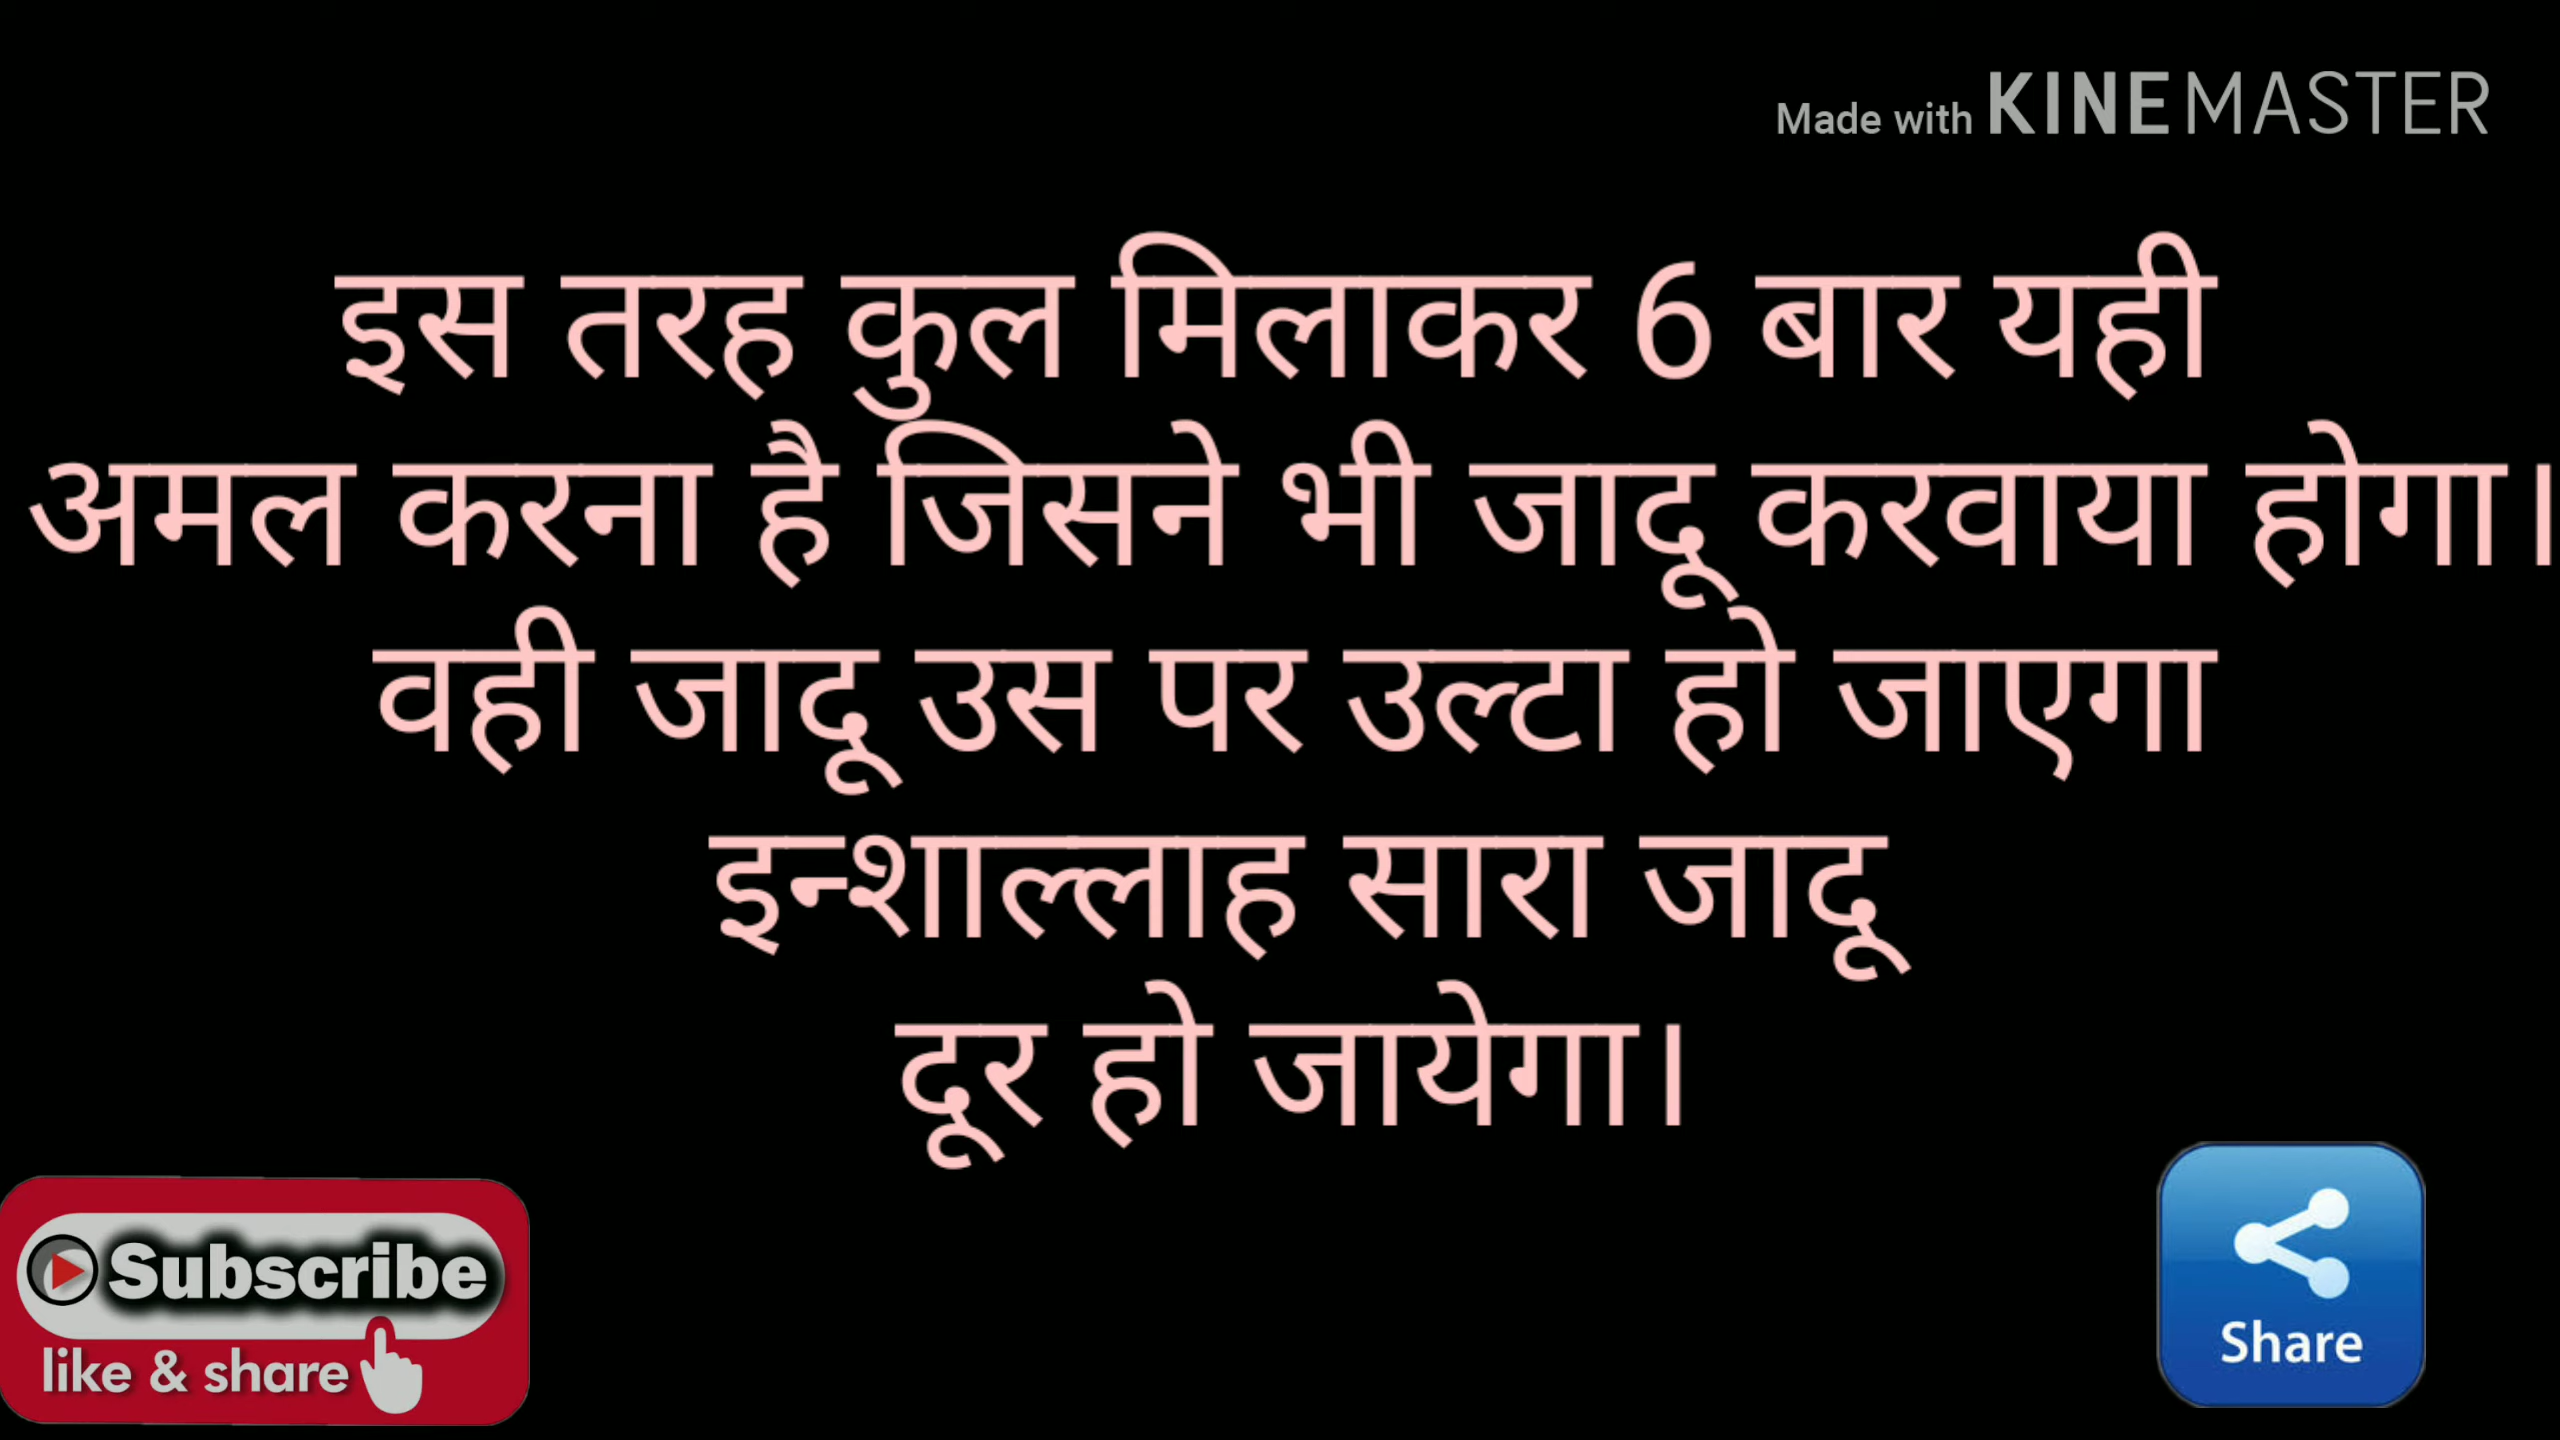 Made with KINEMASTER
इस तरह कुल मिलाकर 6 बार यही
अमल करना है जिसने भी जादू करवाया होगा।
वही जादू उस पर उल्टा हो जाएगा
इन्शाल्लाह सारा जादू
दूर हो जायेगा।
Subscribe
like & share
Share